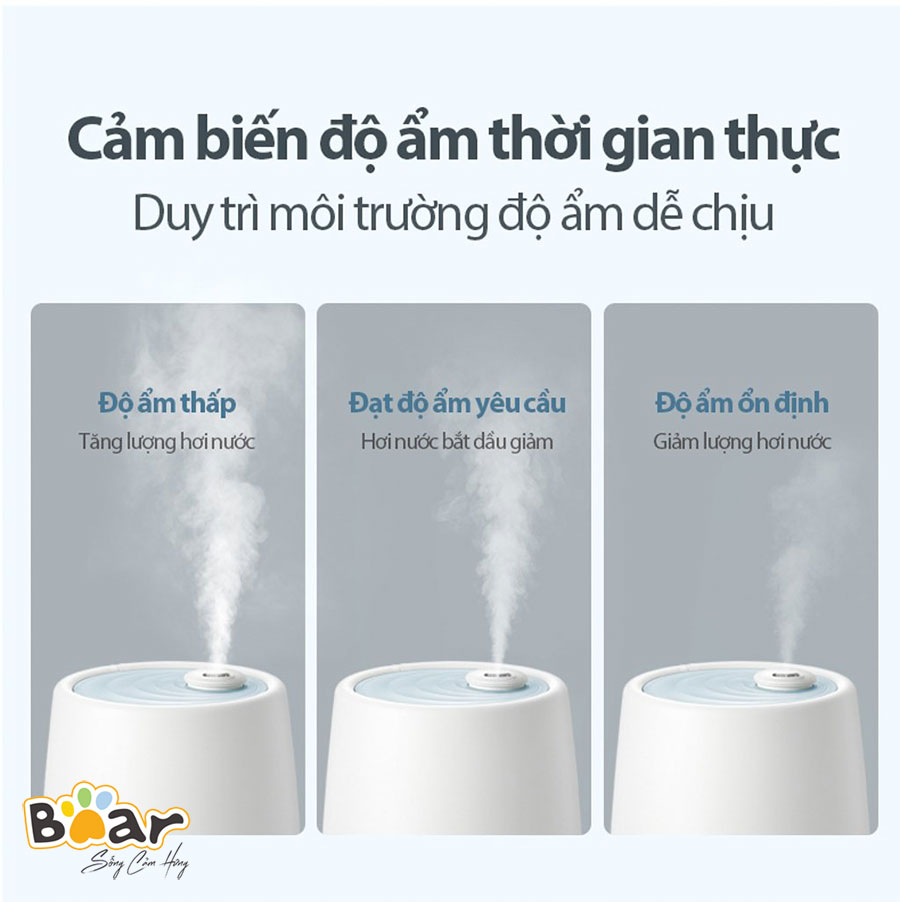 Cảm biến độ ẩm thời gian thực
Duy trì môi trường độ ẩm dễ chịu
Độ ẩm thấp
Tăng lượng hơi nước
Đạt độ ẩm yêu cầu
Hơi nước bắt dầu giảm
Độ ẩm ổn định
Giảm lượng hơi nước
Bear
Sống Cảm Hứng